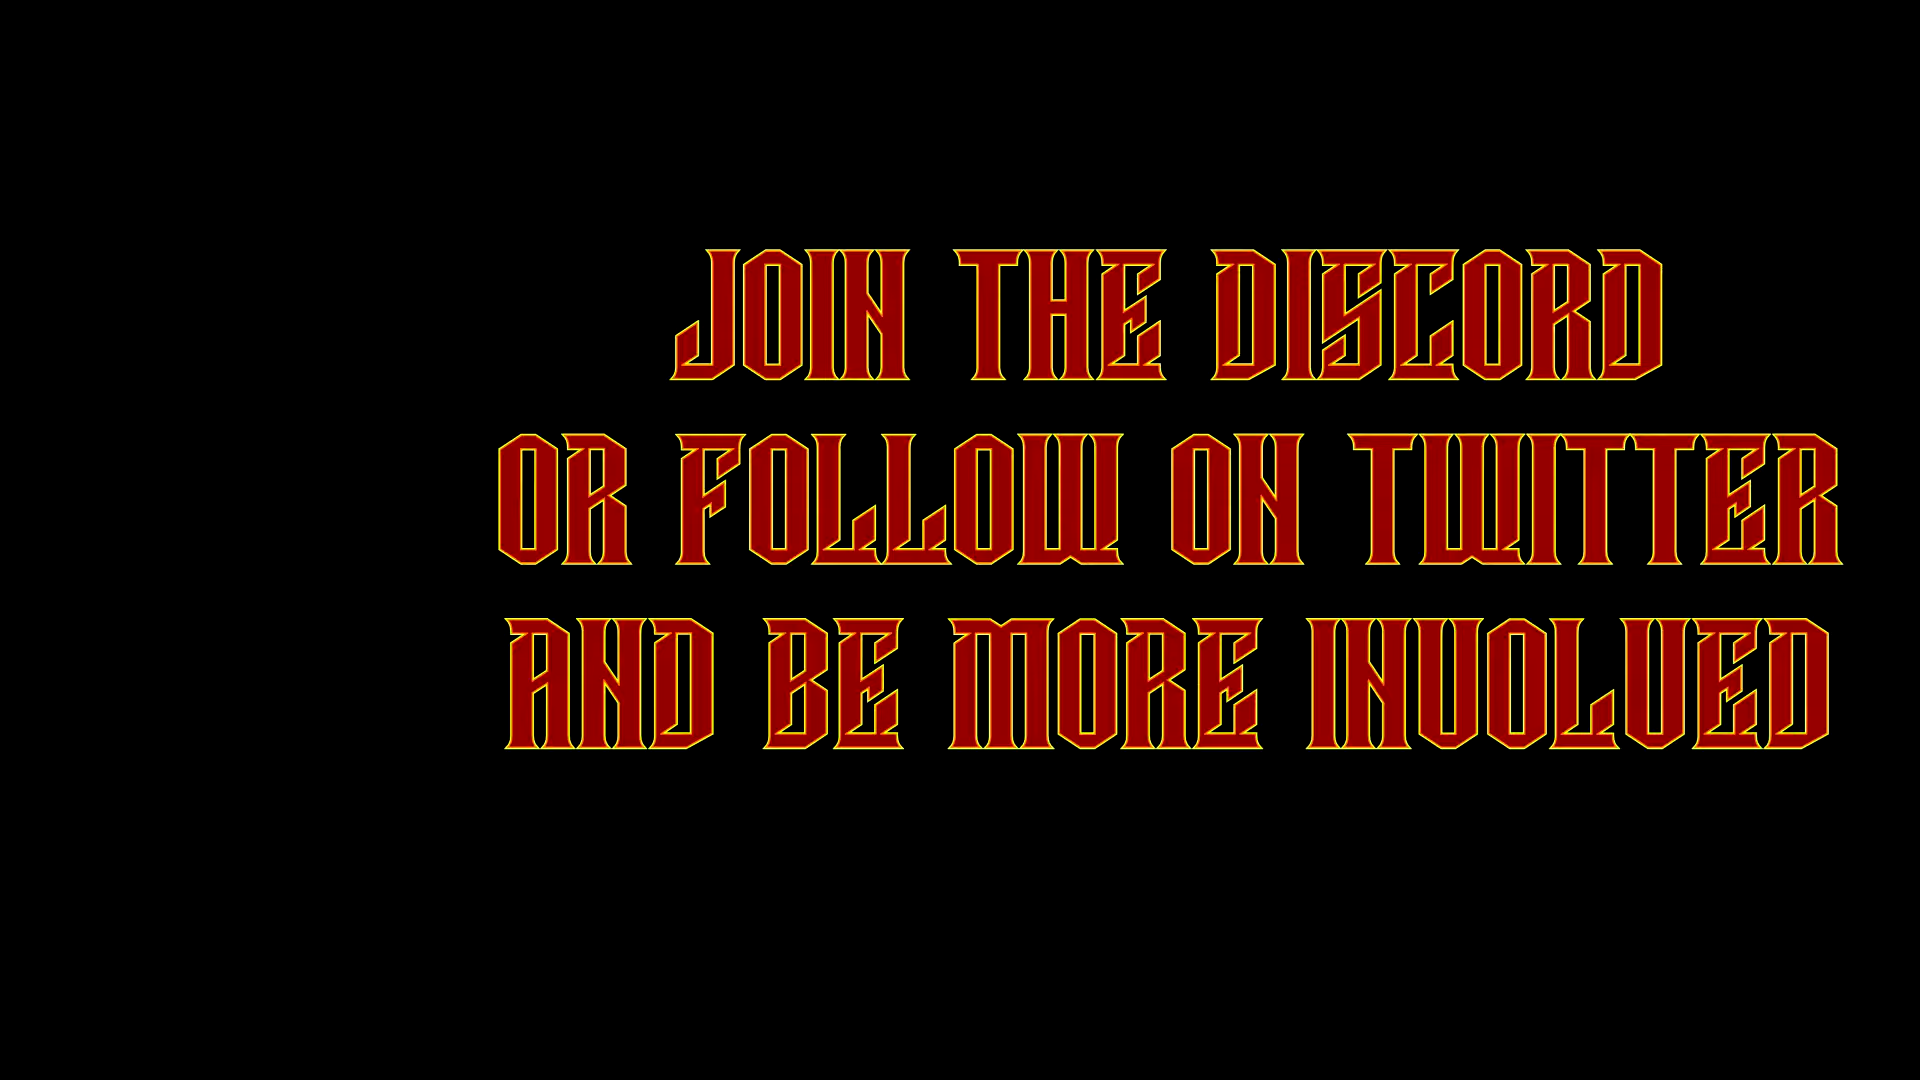 JOIN THE DISCORD
OR FOLLOW ON TWITTER
AND BE MORE INVOLVED